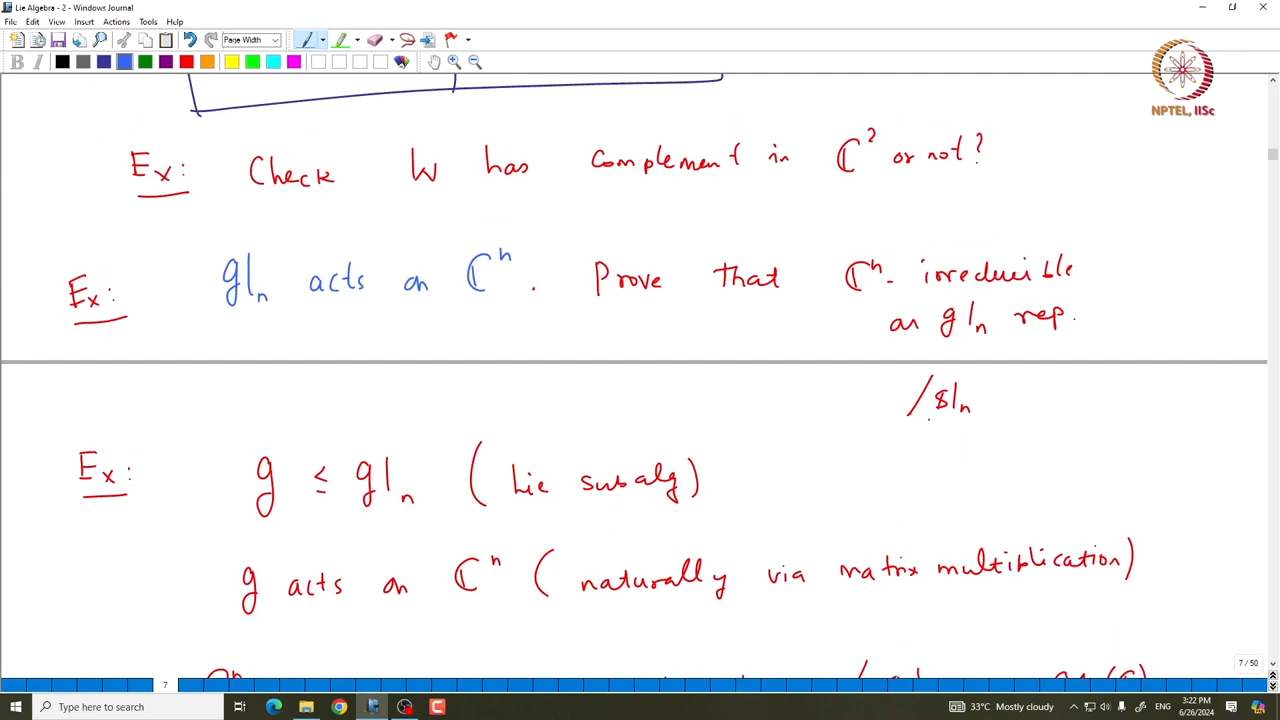 Lie Algebra - 2 - Windows Journal
File Edit View Insert Actions Tools Help
Page Width
B i
NPTEL, IISc
Ex: Check W has complement in ℂ² or not?
Ex: gl_n acts on ℂⁿ. Prove that ℂⁿ - irreducible
as gl_n rep.
/sl_n
Ex: g ≤ gl_n (Lie subalg)
g acts on ℂⁿ (naturally via matrix multiplication)
7 / 50
7
Type here to search
33°C Mostly cloudy
3:22 PM
6/26/2024